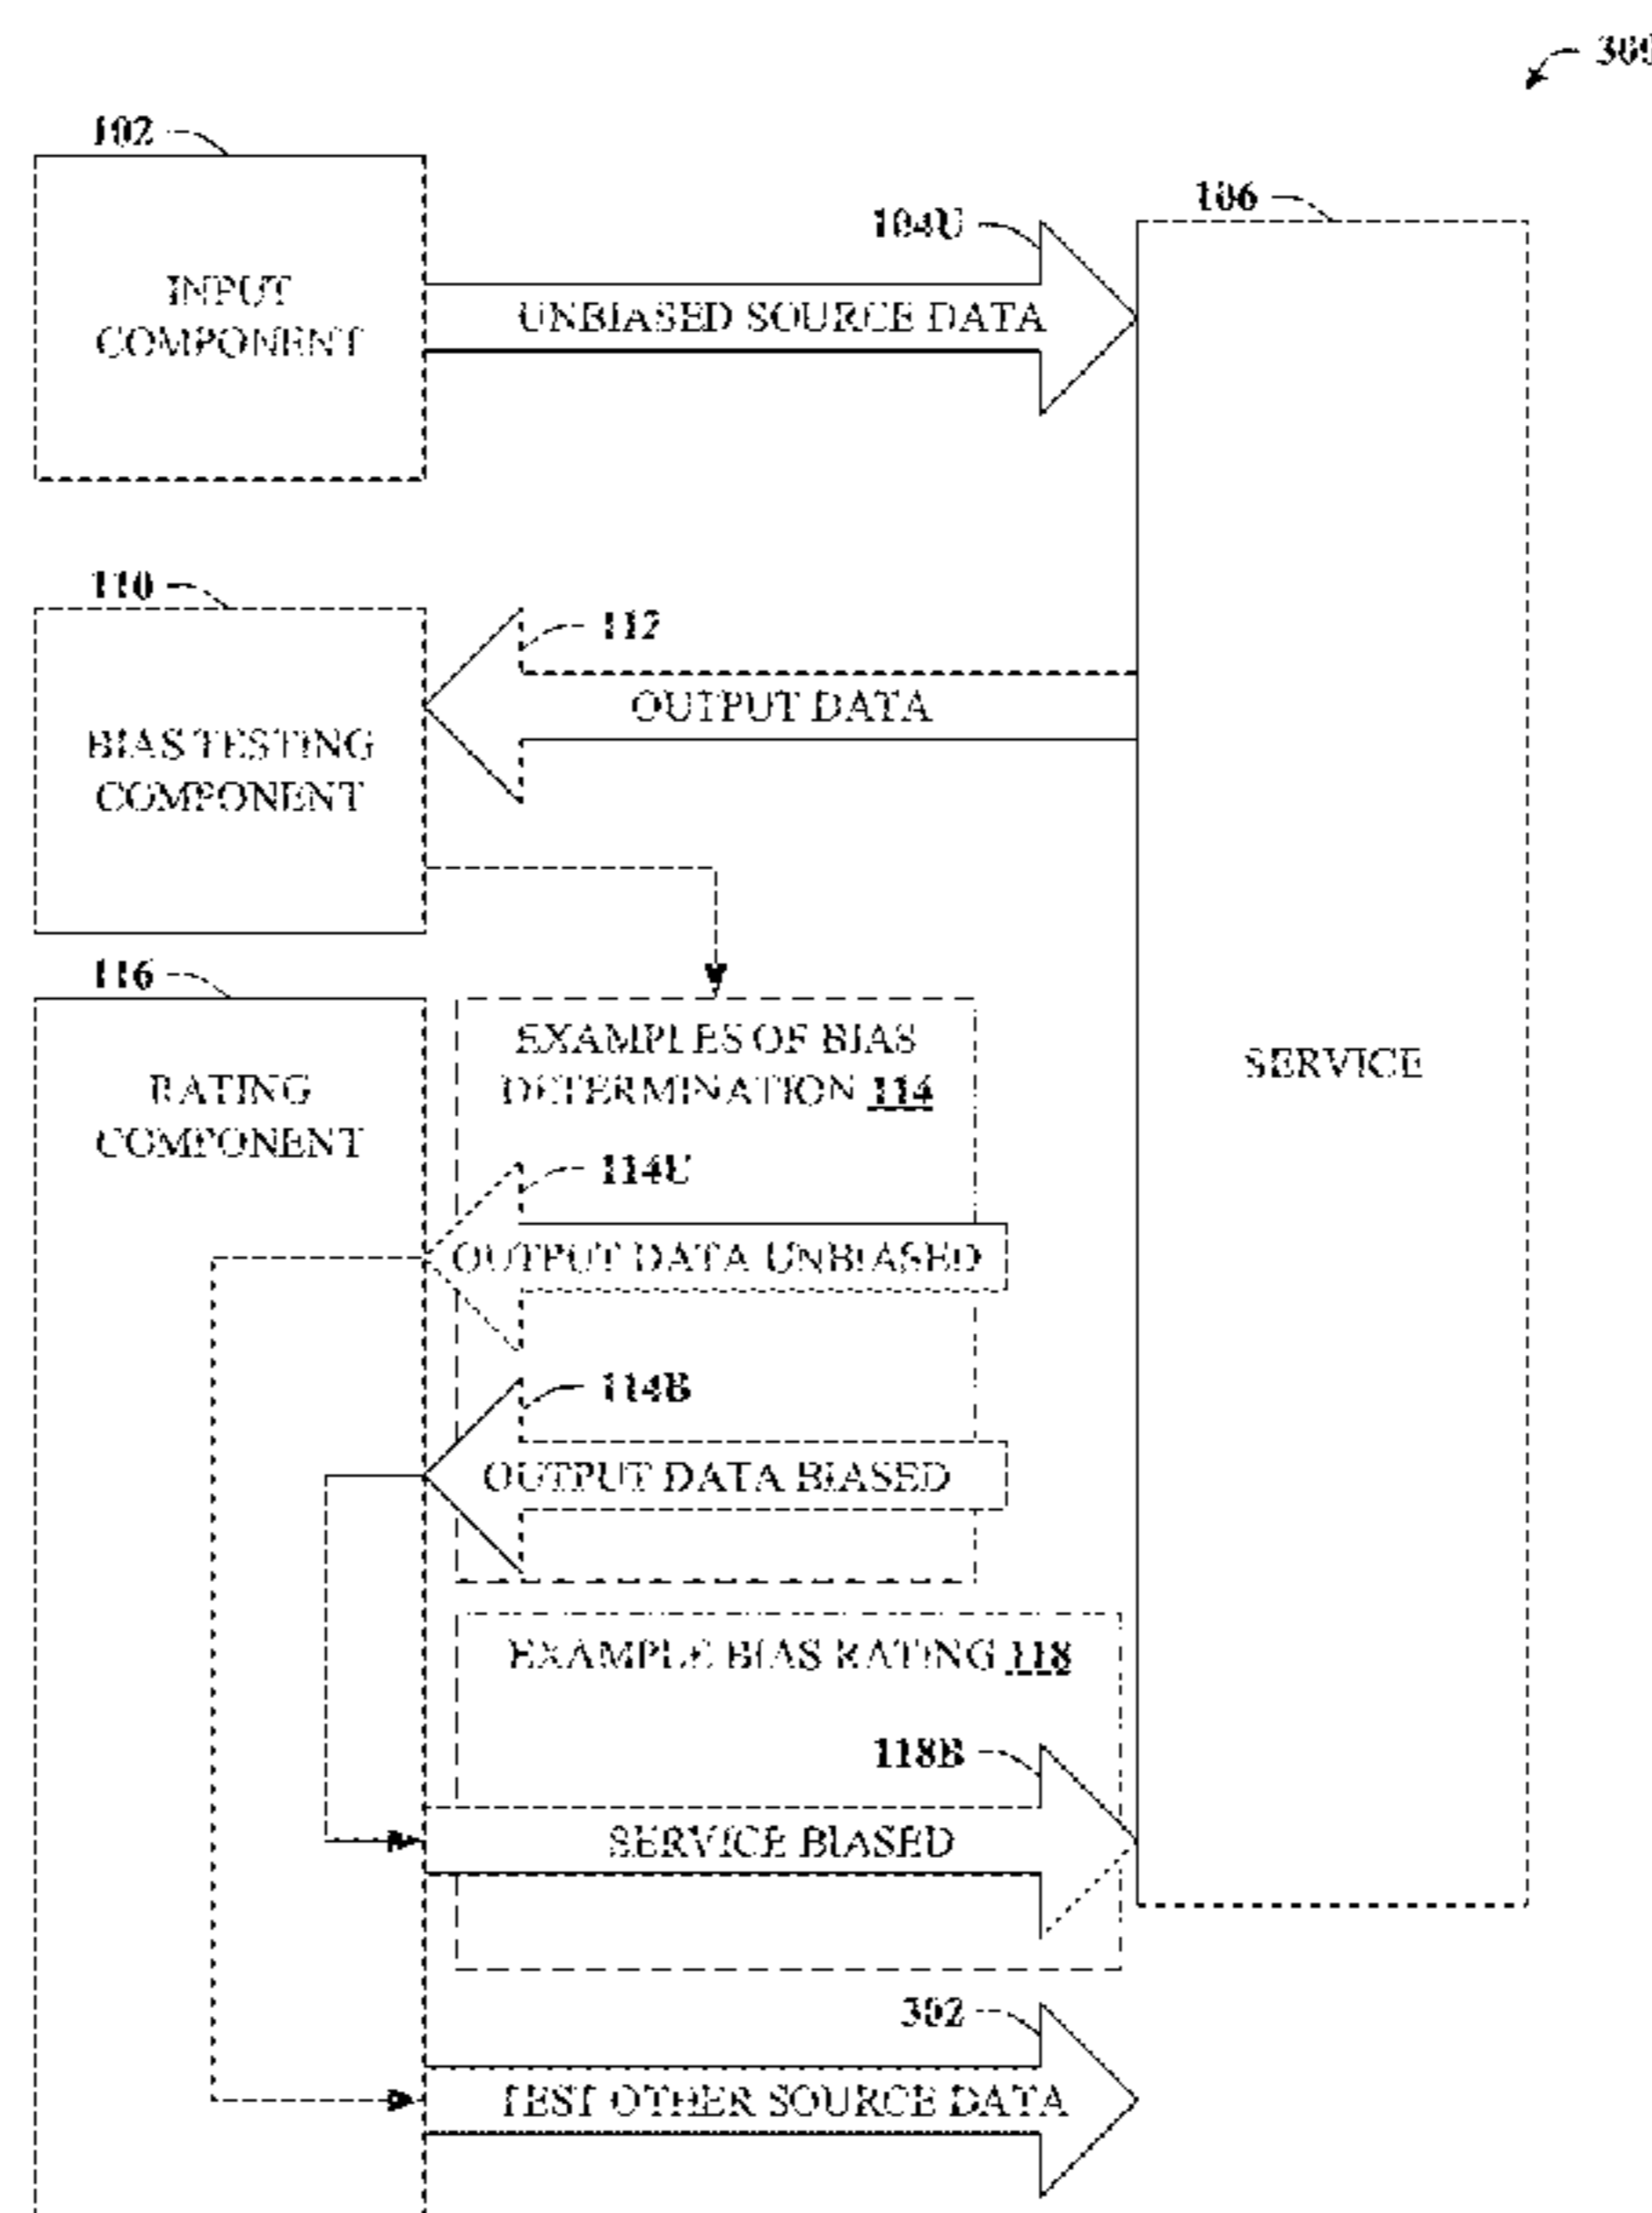 102
INPUT
COMPONENT
104U
UNBIASED SOURCE DATA
106
SERVICE
110
BIAS TESTING
COMPONENT
112
OUTPUT DATA
116
RATING
COMPONENT
EXAMPLES OF BIAS
DETERMINATION 114
114U
OUTPUT DATA UNBIASED
114B
OUTPUT DATA BIASED
EXAMPLE BIAS RATING 118
118B
SERVICE BIASED
302
TEST OTHER SOURCE DATA